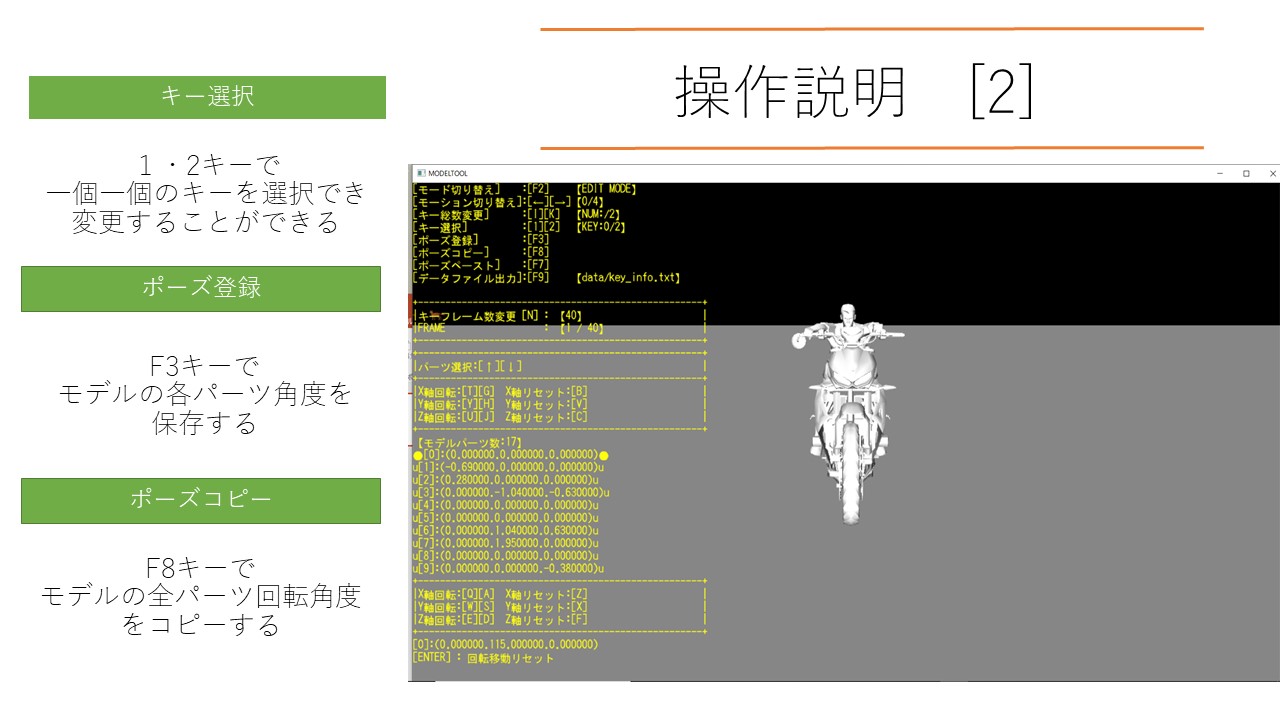 操作説明 [2]
キー選択
1・2キーで
一個一個のキーを選択でき
変更することができる
ポーズ登録
F3キーで
モデルの各パーツ角度を
保存する
ポーズコピー
F8キーで
モデルの全パーツ回転角度
をコピーする
MODELTOOL
[モード切り替え] :[F2] 【EDIT MODE】
[モーション切り替え]:[←][→]【0/4】
[キー総数変更] :[I][K] 【NUM:/2】
[キー選択] :[1][2] 【KEY:0/2】
[ポーズ登録] :[F3]
[ポーズコピー] :[F8]
[ポーズペースト] :[F7]
[データファイル出力]:[F9] 【data/key_info.txt】
|キーフレーム数変更 [N] : 【40】 |
|FRAME : 【1 / 40】 |
|パーツ選択:[↑][↓] |
|X軸回転:[T][G] X軸リセット:[B] |
|Y軸回転:[Y][H] Y軸リセット:[V] |
|Z軸回転:[U][J] Z軸リセット:[C] |
【モデルパーツ数:17】
●[0]:(0.000000.0.000000.0.000000)●
u[1]:(-0.690000.0.000000.0.000000)u
u[2]:(0.280000.0.000000.0.000000)u
u[3]:(0.000000.-1.040000.-0.630000)u
u[4]:(0.000000.0.000000.0.000000)u
u[5]:(0.000000.0.000000.0.000000)u
u[6]:(0.000000.1.040000.0.630000)u
u[7]:(0.000000.1.950000.0.000000)u
u[8]:(0.000000.0.000000.0.000000)u
u[9]:(0.000000.0.000000.-0.380000)u
|X軸回転:[Q][A] X軸リセット:[Z] |
|Y軸回転:[W][S] Y軸リセット:[X] |
|Z軸回転:[E][D] Z軸リセット:[F] |
[0]:(0.000000.115.000000.0.000000)
[ENTER] : 回転移動リセット